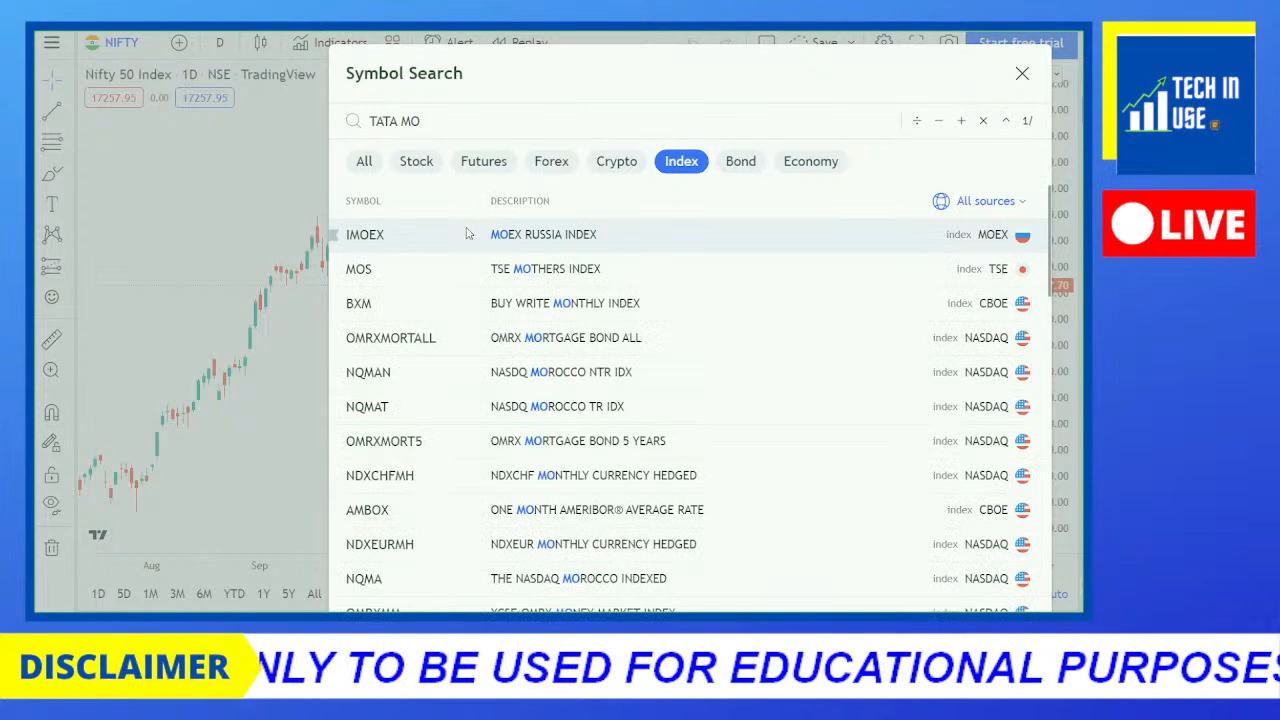 NIFTY
D
Indicators
Alert
Replay
Save
Start free trial
Nifty 50 Index · 1D · NSE · TradingView
17257.95 0.00 17257.95
Symbol Search
TATA MO
÷ − + × ^ 1/
All Stock Futures Forex Crypto Index Bond Economy
SYMBOL DESCRIPTION All sources
IMOEX MOEX RUSSIA INDEX index MOEX
MOS TSE MOTHERS INDEX index TSE
BXM BUY WRITE MONTHLY INDEX index CBOE
OMRXMORTALL OMRX MORTGAGE BOND ALL index NASDAQ
NQMAN NASDQ MOROCCO NTR IDX index NASDAQ
NQMAT NASDQ MOROCCO TR IDX index NASDAQ
OMRXMORT5 OMRX MORTGAGE BOND 5 YEARS index NASDAQ
NDXCHFMH NDXCHF MONTHLY CURRENCY HEDGED index NASDAQ
AMBOX ONE MONTH AMERIBOR® AVERAGE RATE index CBOE
NDXEURMH NDXEUR MONTHLY CURRENCY HEDGED index NASDAQ
NQMA THE NASDAQ MOROCCO INDEXED index NASDAQ
Aug Sep
1D 5D 1M 3M 6M YTD 1Y 5Y All
TECH IN
USE
LIVE
DISCLAIMER
NLY TO BE USED FOR EDUCATIONAL PURPOSES